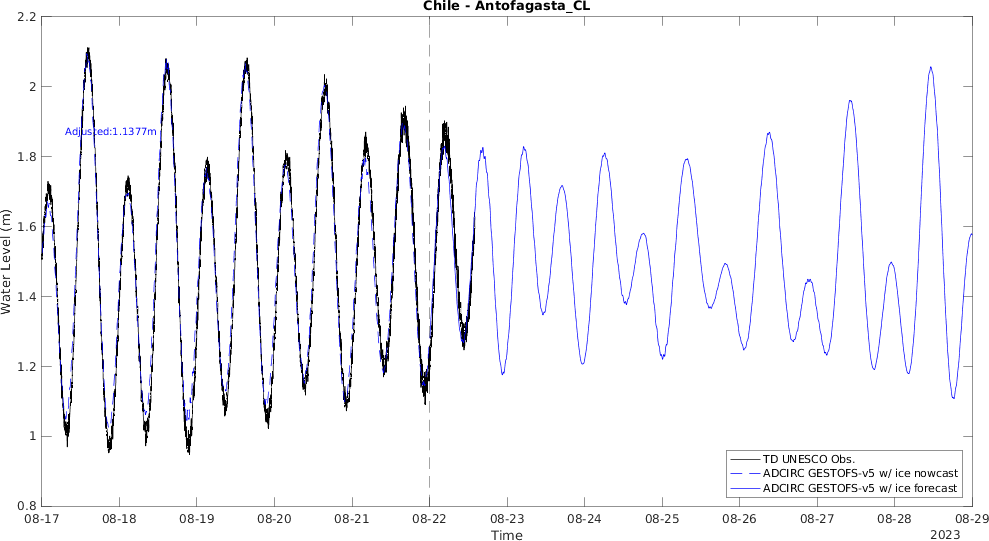 Chile - Antofagasta_CL
2.2
2
1.8
1.6
1.4
1.2
1
0.8
Water Level (m)
Adjusted:1.1377m
TD UNESCO Obs.
ADCIRC GESTOFS-v5 w/ ice nowcast
ADCIRC GESTOFS-v5 w/ ice forecast
08-17 08-18 08-19 08-20 08-21 08-22 08-23 08-24 08-25 08-26 08-27 08-28 08-29
Time
2023